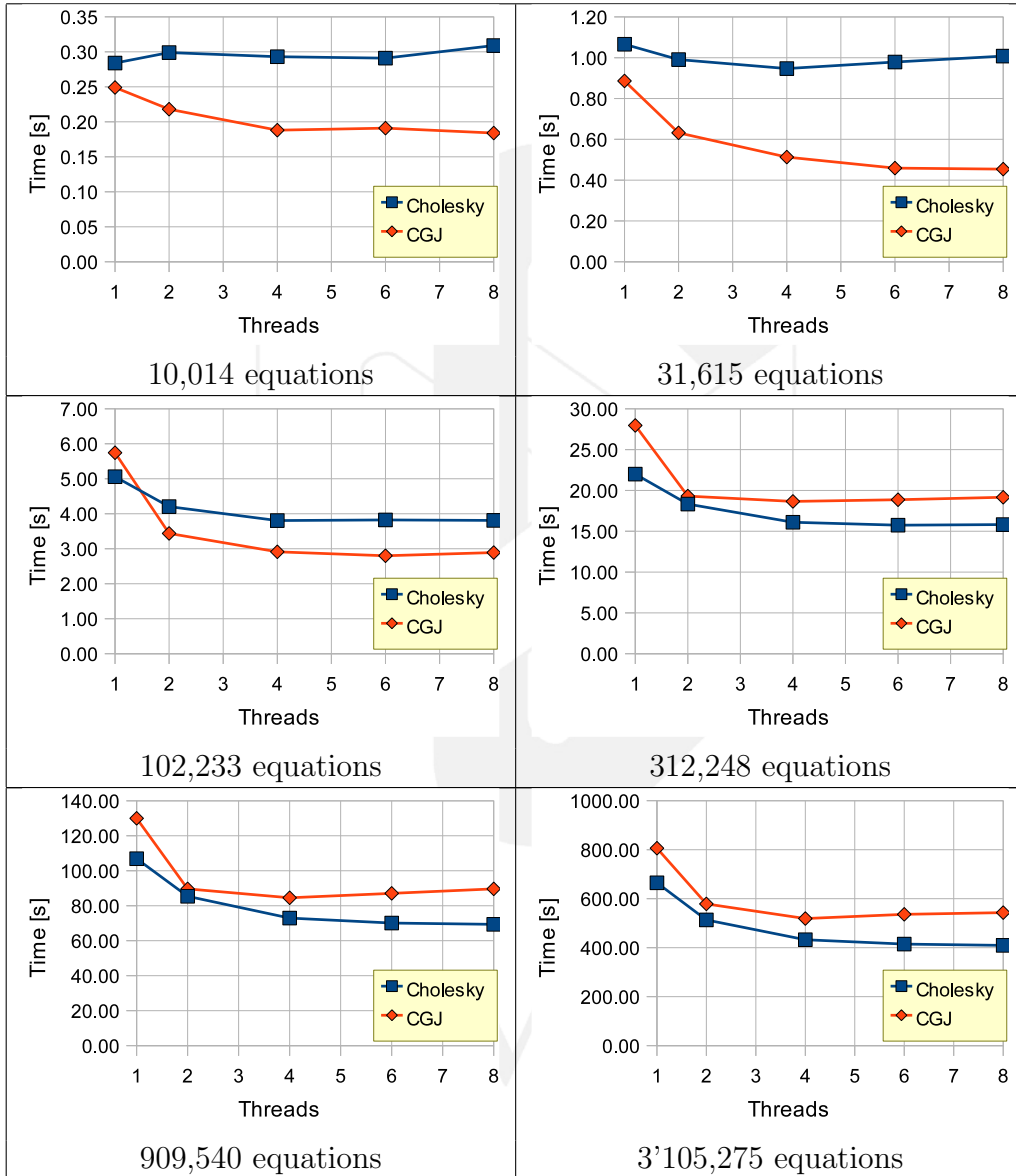 0.35
0.30
0.25
0.20
0.15
0.10
0.05
0.00
Time [s]
Cholesky
CGJ
1 2 3 4 5 6 7 8
Threads
10,014 equations
1.20
1.00
0.80
0.60
0.40
0.20
0.00
Time [s]
Cholesky
CGJ
1 2 3 4 5 6 7 8
Threads
31,615 equations
7.00
6.00
5.00
4.00
3.00
2.00
1.00
0.00
Time [s]
Cholesky
CGJ
1 2 3 4 5 6 7 8
Threads
102,233 equations
30.00
25.00
20.00
15.00
10.00
5.00
0.00
Time [s]
Cholesky
CGJ
1 2 3 4 5 6 7 8
Threads
312,248 equations
140.00
120.00
100.00
80.00
60.00
40.00
20.00
0.00
Time [s]
Cholesky
CGJ
1 2 3 4 5 6 7 8
Threads
909,540 equations
1000.00
800.00
600.00
400.00
200.00
0.00
Time [s]
Cholesky
CGJ
1 2 3 4 5 6 7 8
Threads
3'105,275 equations